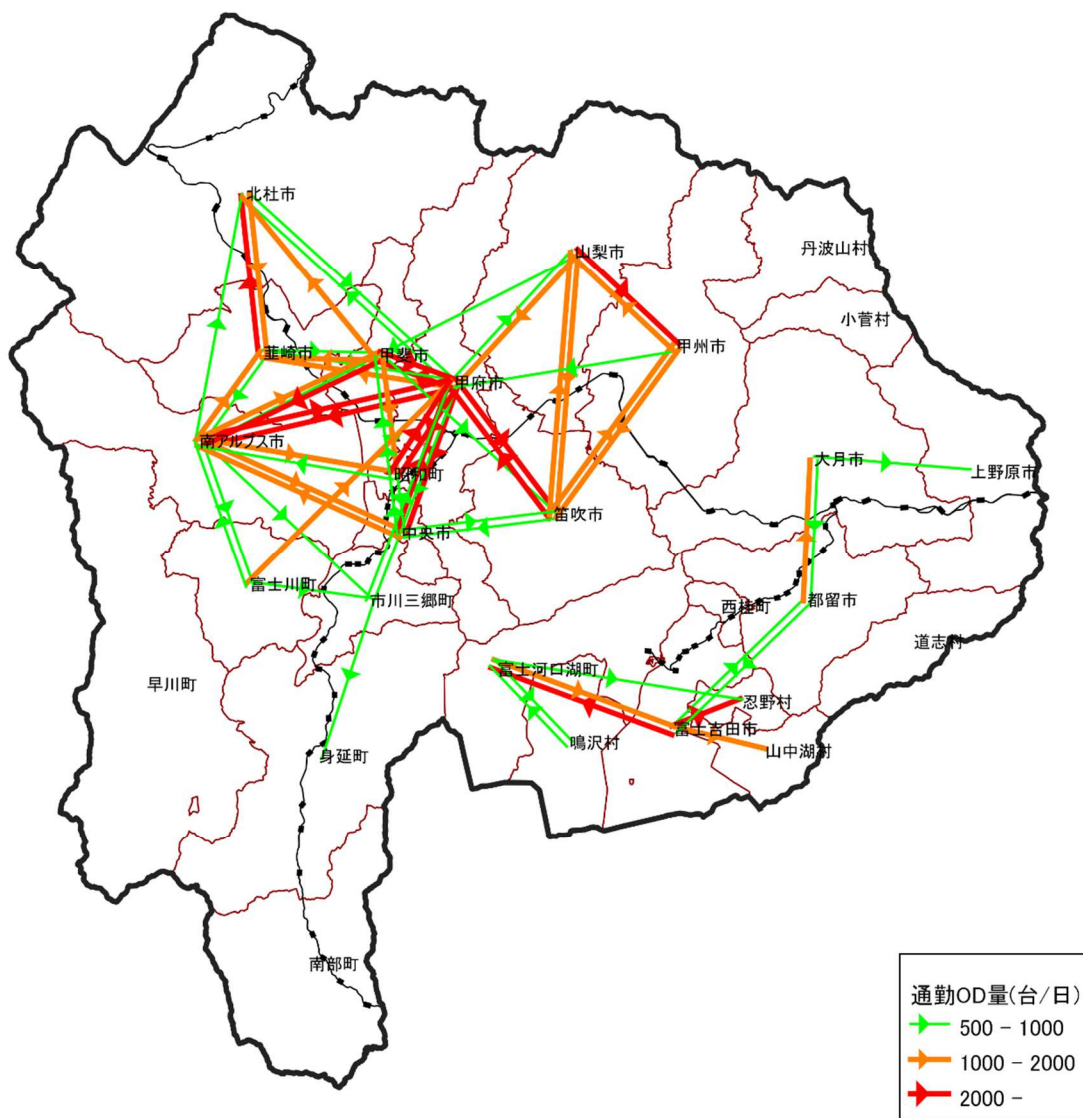 北杜市
山梨市
丹波山村
小菅村
韮崎市
甲斐市
甲州市
甲府市
南アルプス市
昭和町
大月市
上野原市
笛吹市
中央市
富士川町
市川三郷町
西桂町
都留市
道志村
早川町
富士河口湖町
忍野村
富士吉田市
鳴沢村
山中湖村
身延町
南部町
通勤OD量(台/日)
500 - 1000
1000 - 2000
2000 -